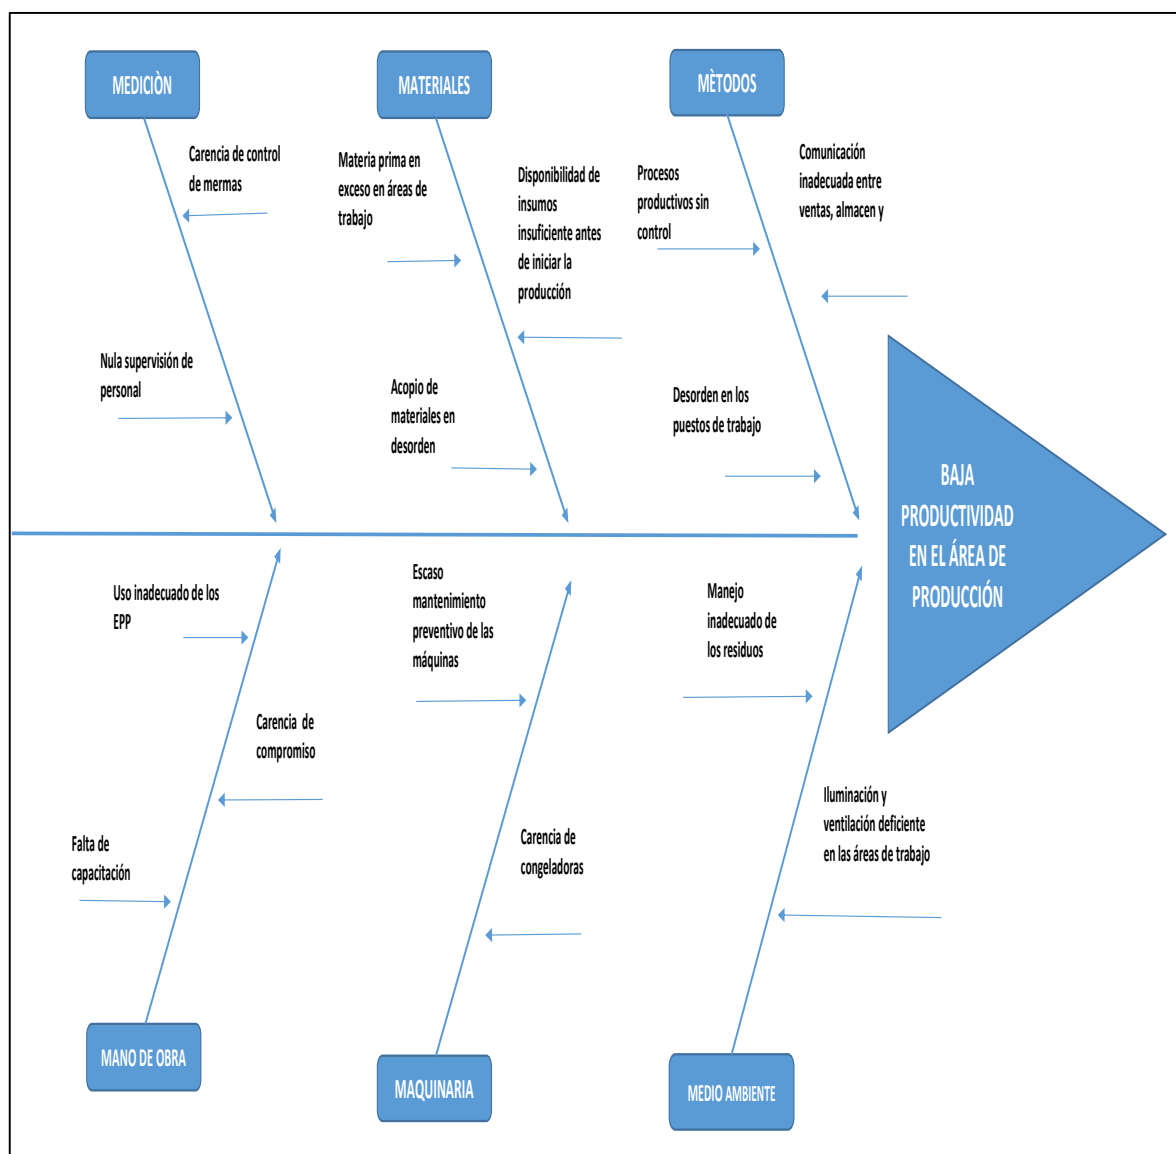 MEDICIÒN
MATERIALES
MÈTODOS
Carencia de control
de mermas
Nula supervisión de
personal
Materia prima en
exceso en áreas de
trabajo
Disponibilidad de
insumos
insuficiente antes
de iniciar la
producción
Acopio de
materiales en
desorden
Procesos
productivos sin
control
Comunicación
inadecuada entre
ventas, almacen y
Desorden en los
puestos de trabajo
BAJA
PRODUCTIVIDAD
EN EL ÁREA DE
PRODUCCIÓN
Uso inadecuado de los
EPP
Carencia de
compromiso
Falta de
capacitación
Escaso
mantenimiento
preventivo de las
máquinas
Carencia de
congeladoras
Manejo
inadecuado de
los residuos
Iluminación y
ventilación deficiente
en las áreas de trabajo
MANO DE OBRA
MAQUINARIA
MEDIO AMBIENTE